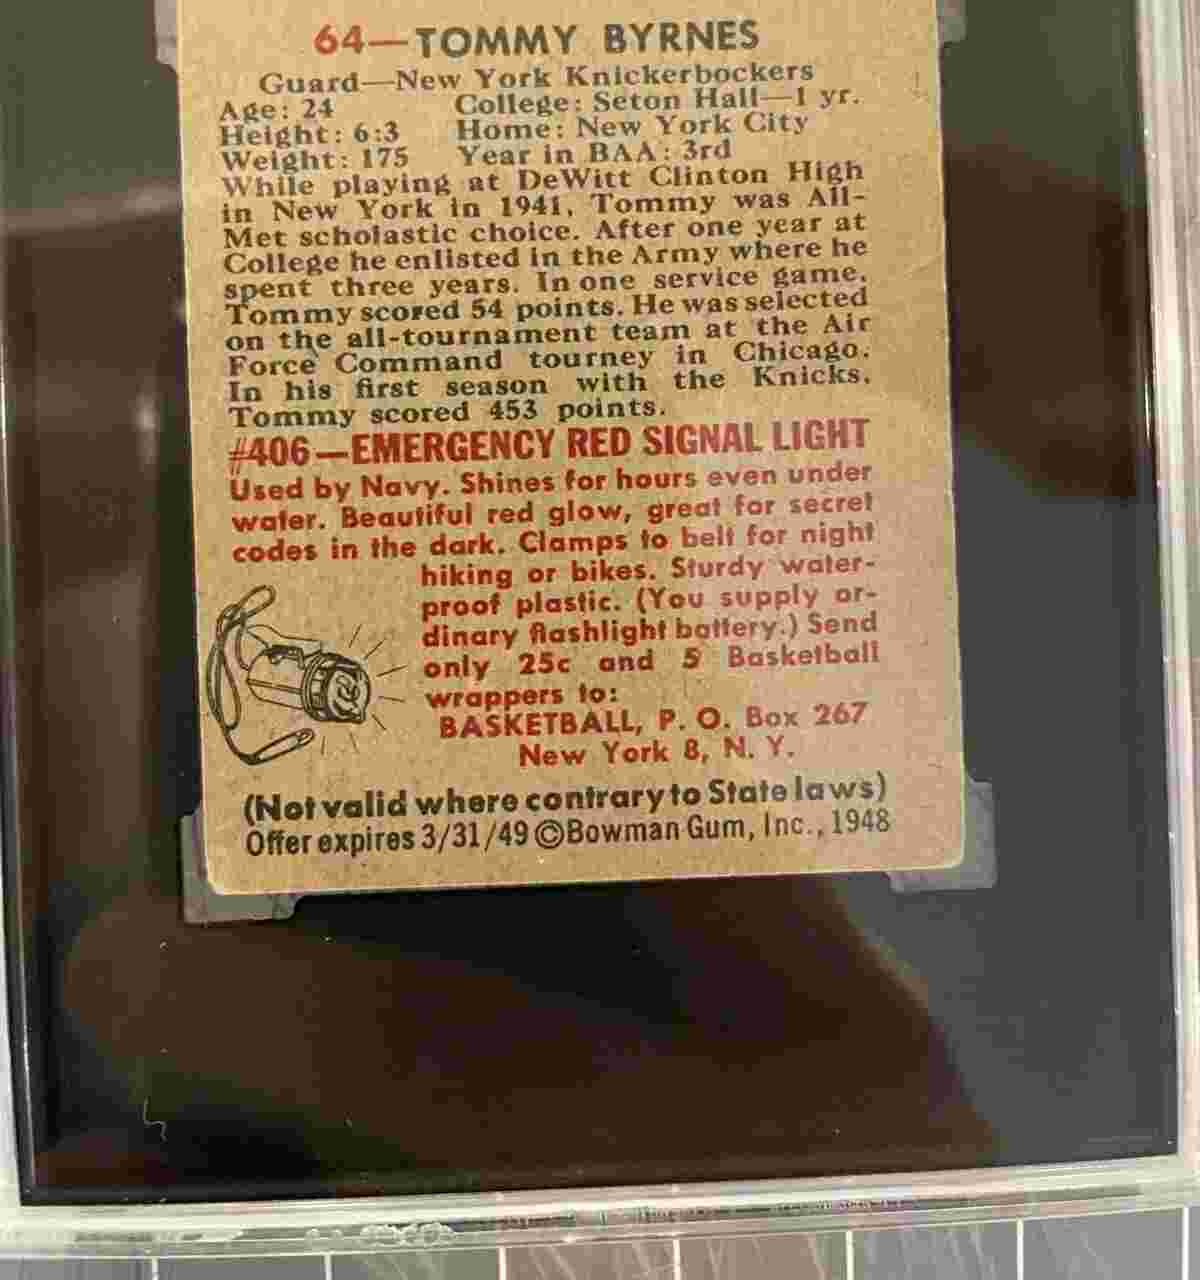 64—TOMMY BYRNES
Guard—New York Knickerbockers
Age: 24 College: Seton Hall—1 yr.
Height: 6:3 Home: New York City
Weight: 175 Year in BAA: 3rd
While playing at DeWitt Clinton High
in New York in 1941, Tommy was All-
Met scholastic choice. After one year at
College he enlisted in the Army where he
spent three years. In one service game,
Tommy scored 54 points. He was selected
on the all-tournament team at the Air
Force Command tourney in Chicago.
In his first season with the Knicks,
Tommy scored 453 points.
#406—EMERGENCY RED SIGNAL LIGHT
Used by Navy. Shines for hours even under
water. Beautiful red glow, great for secret
codes in the dark. Clamps to belt for night
hiking or bikes. Sturdy water-
proof plastic. (You supply or-
dinary flashlight battery.) Send
only 25c and 5 Basketball
wrappers to:
BASKETBALL, P. O. Box 267
New York 8, N. Y.
(Not valid where contrary to State laws)
Offer expires 3/31/49 ©Bowman Gum, Inc., 1948